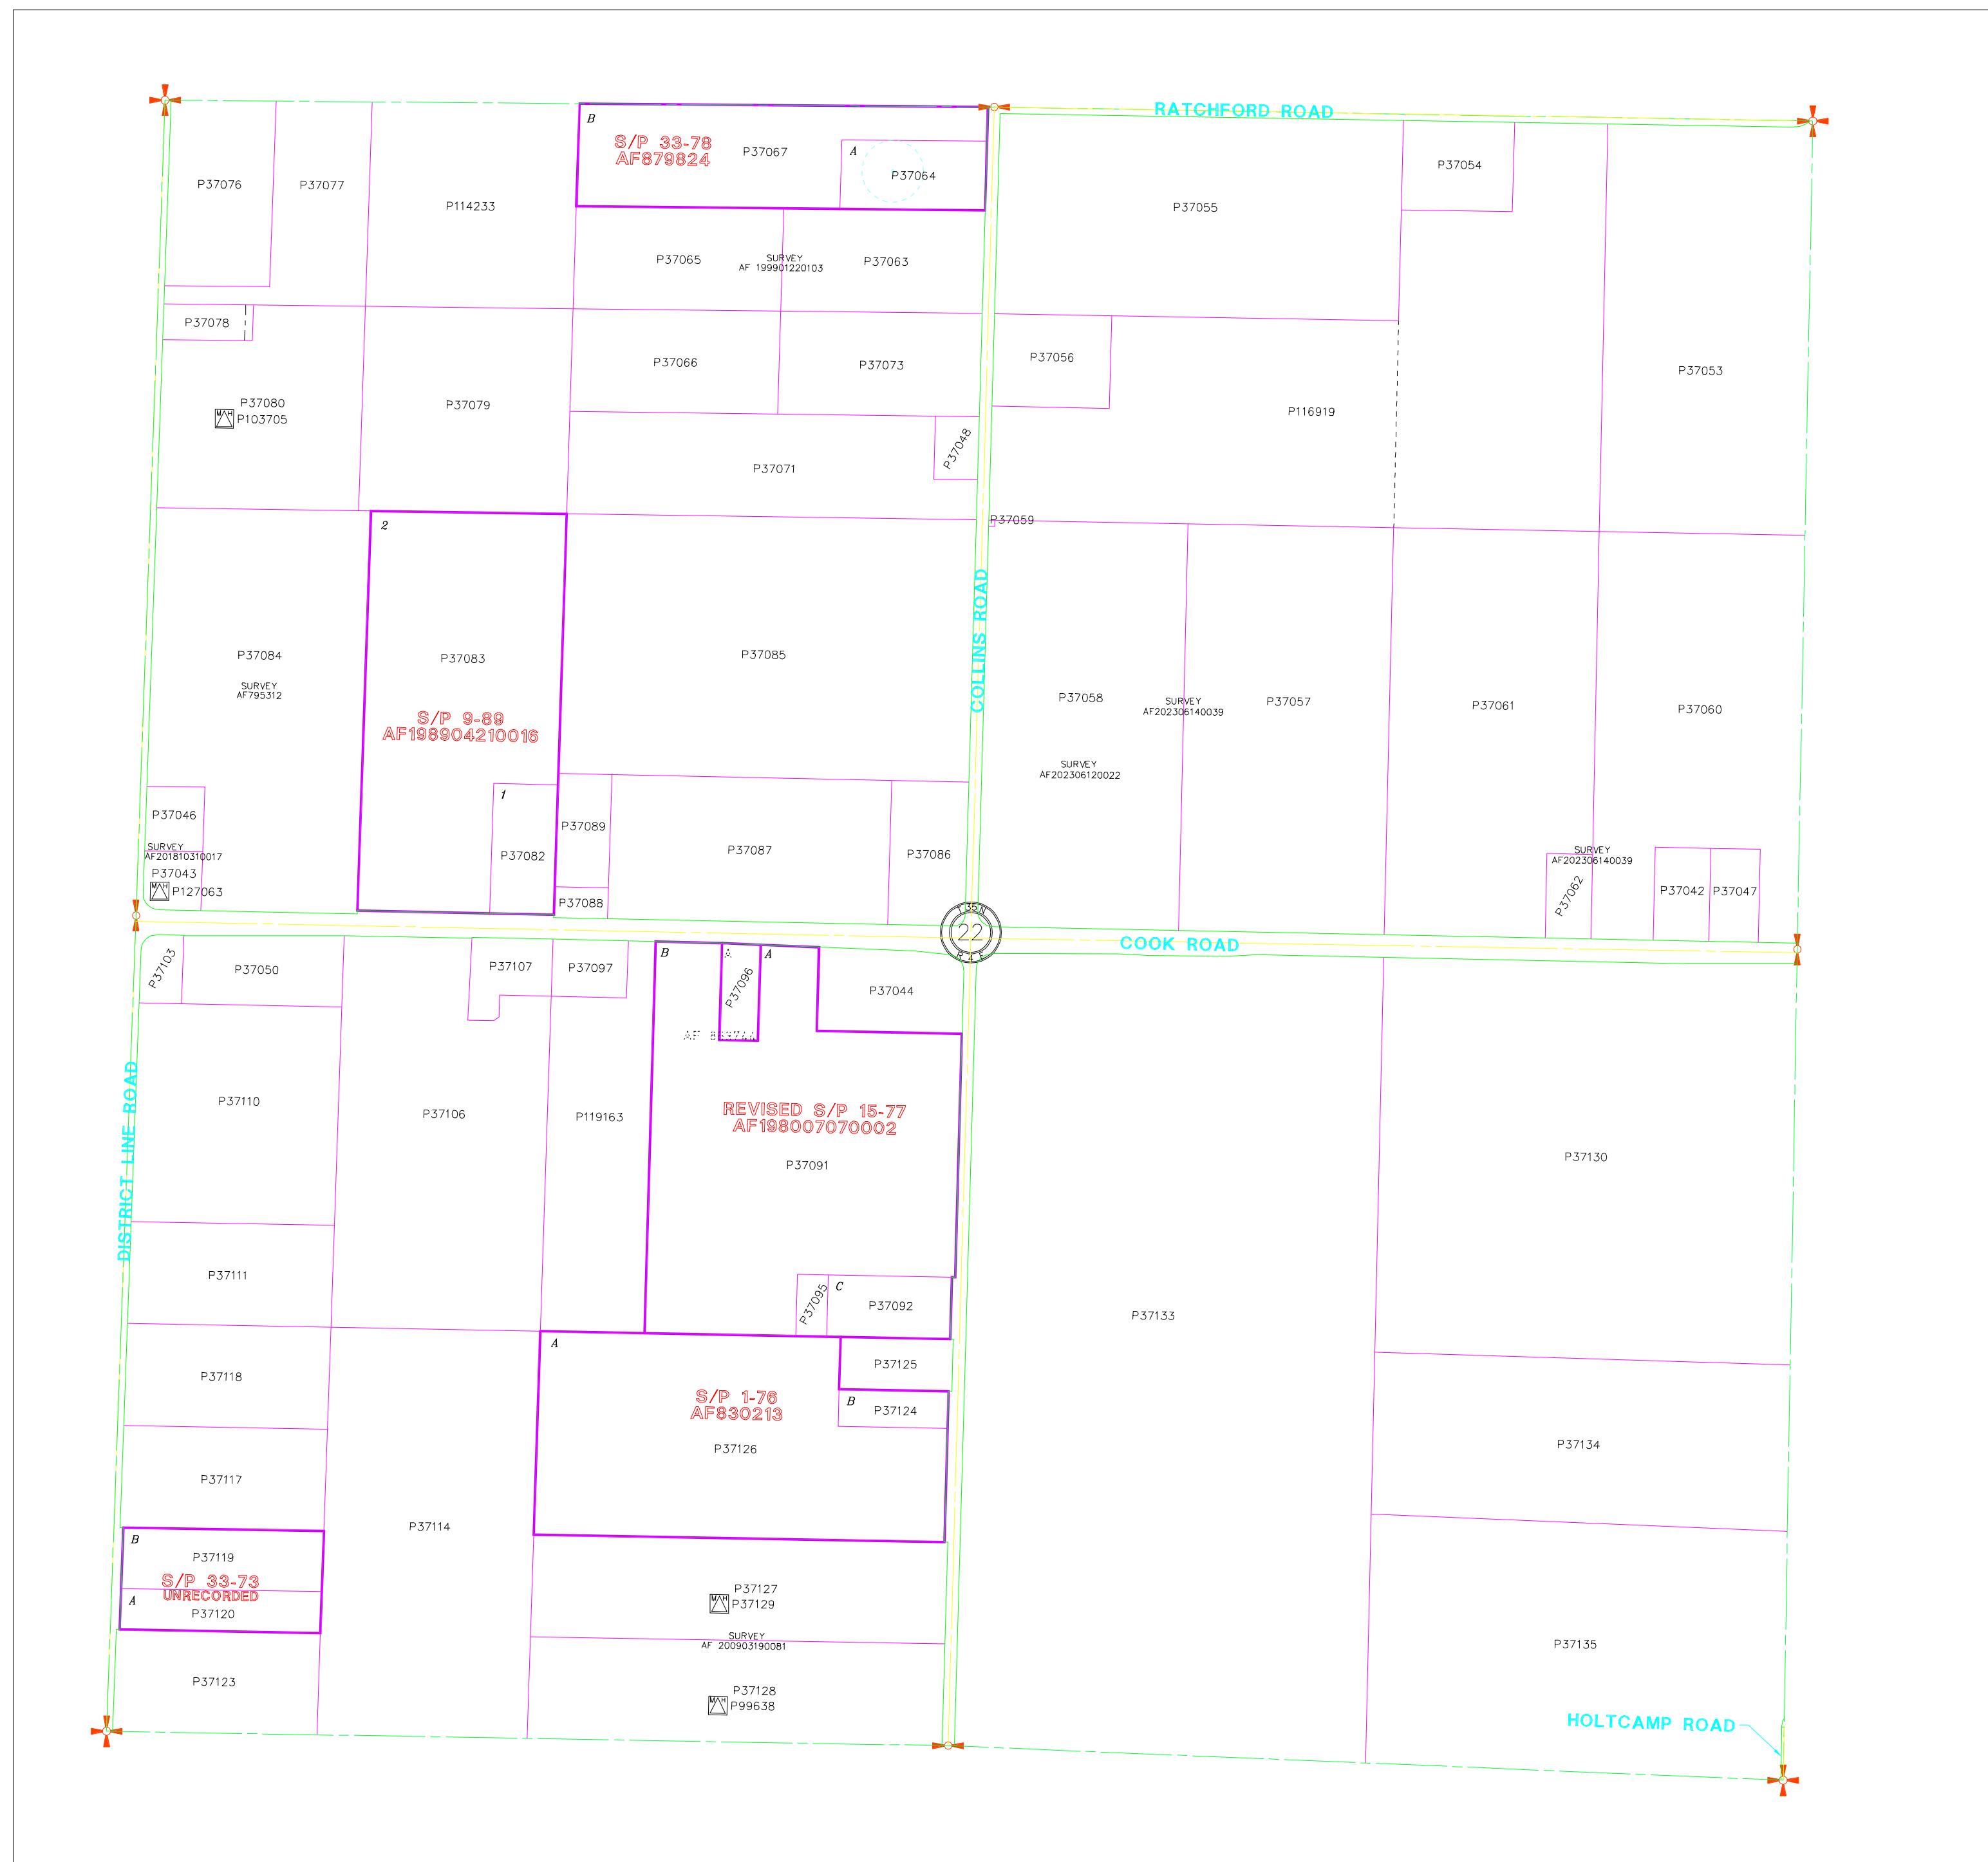 RATCHFORD ROAD
B
S/P 33-78
AF879824
P37067
A
P37064
P37054
P37076
P37077
P114233
P37055
P37065
SURVEY
AF 199901220103
P37063
P37078
P37066
P37073
P37056
P37053
P37080
M H
P103705
P37079
P116919
P37048
P37071
2
P37059
COLLINS ROAD
P37084
SURVEY
AF795312
P37083
S/P 9-89
AF198904210016
P37085
P37058
SURVEY
AF202306140039
P37057
P37061
P37060
SURVEY
AF202306120022
1
P37046
SURVEY
AF201810310017
P37043
M H
P127063
P37082
P37089
P37087
P37086
P37088
SURVEY
AF202306140039
P37062
P37042
P37047
T 35 N
22
R 4 E
COOK ROAD
P37103
P37050
P37107
P37097
B
A
P37096
A
P37044
DISTRICT LINE ROAD
P37110
P37106
P119163
REVISED S/P 15-77
AF198007070002
P37091
P37130
P37111
P37095
C
P37092
P37133
A
P37125
P37118
S/P 1-76
AF830213
B
P37124
P37126
P37134
P37117
P37114
B
P37119
S/P 33-73
UNRECORDED
A
P37120
P37127
M H
P37129
SURVEY
AF 200903190081
P37135
P37123
P37128
M H
P99638
HOLTCAMP ROAD